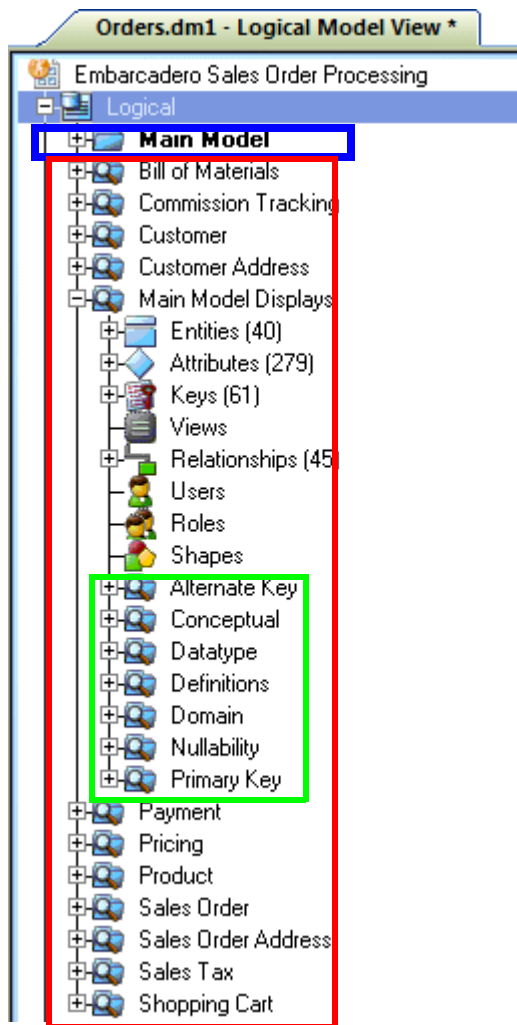 Orders.dm1 - Logical Model View *
Embarcadero Sales Order Processing
Logical
Main Model
Bill of Materials
Commission Tracking
Customer
Customer Address
Main Model Displays
Entities (40)
Attributes (279)
Keys (61)
Views
Relationships (45)
Users
Roles
Shapes
Alternate Key
Conceptual
Datatype
Definitions
Domain
Nullability
Primary Key
Payment
Pricing
Product
Sales Order
Sales Order Address
Sales Tax
Shopping Cart